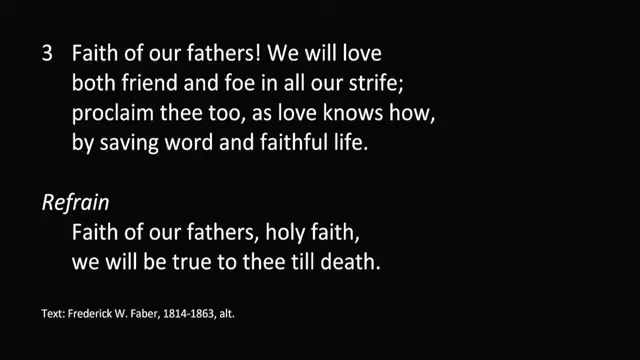 3 Faith of our fathers! We will love
both friend and foe in all our strife;
proclaim thee too, as love knows how,
by saving word and faithful life.
Refrain
Faith of our fathers, holy faith,
we will be true to thee till death.
Text: Frederick W. Faber, 1814-1863, alt.